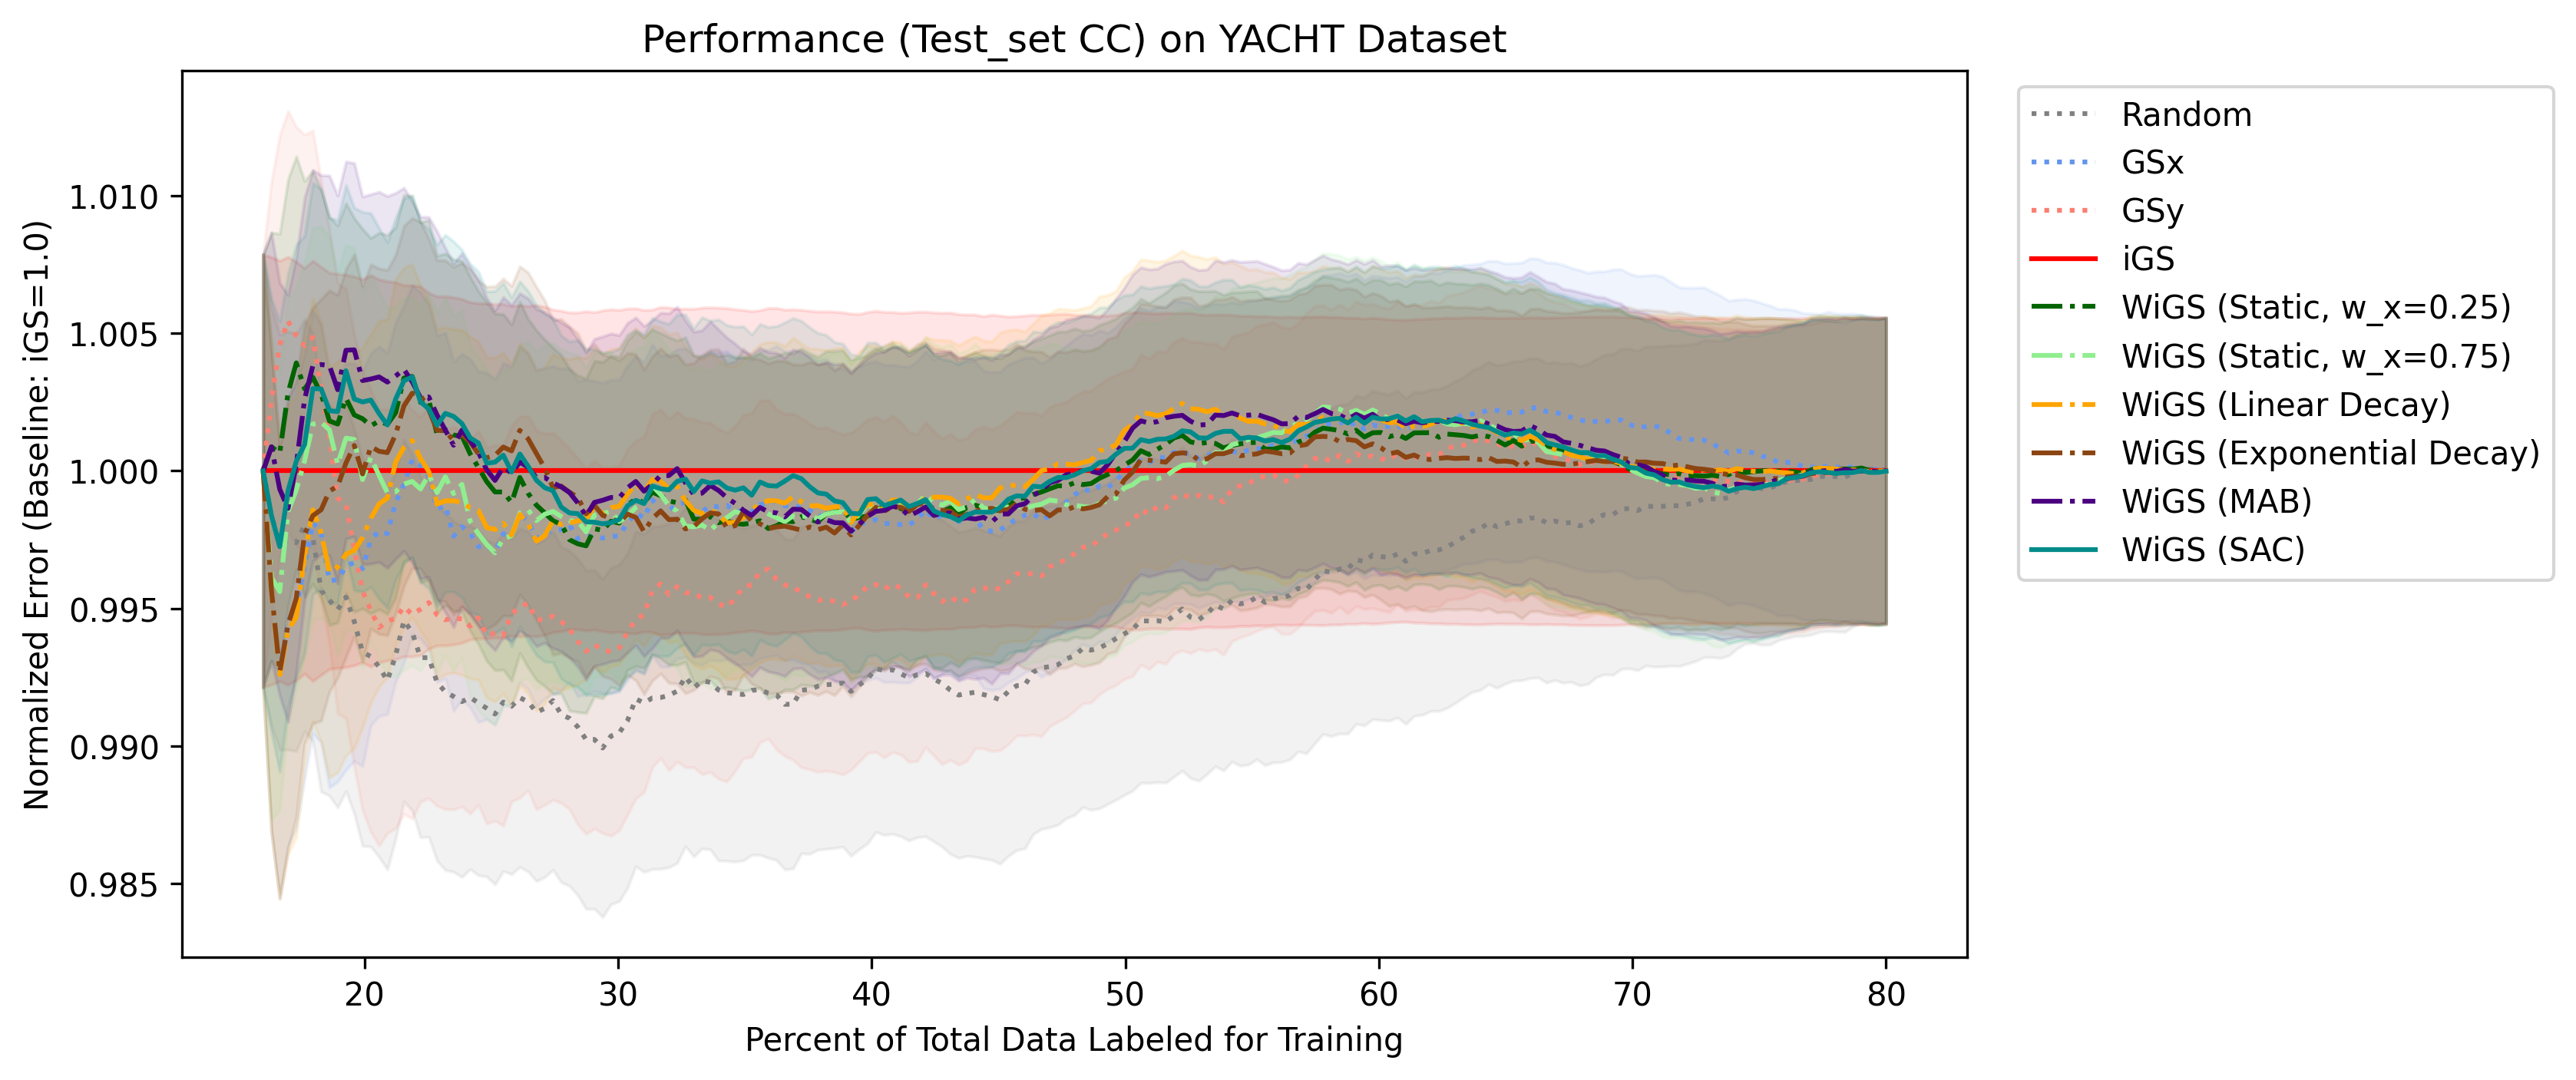 Performance (Test_set CC) on YACHT Dataset
Normalized Error (Baseline: iGS=1.0)
1.010
1.005
1.000
0.995
0.990
0.985
20 30 40 50 60 70 80
Percent of Total Data Labeled for Training
Random
GSx
GSy
iGS
WiGS (Static, w_x=0.25)
WiGS (Static, w_x=0.75)
WiGS (Linear Decay)
WiGS (Exponential Decay)
WiGS (MAB)
WiGS (SAC)